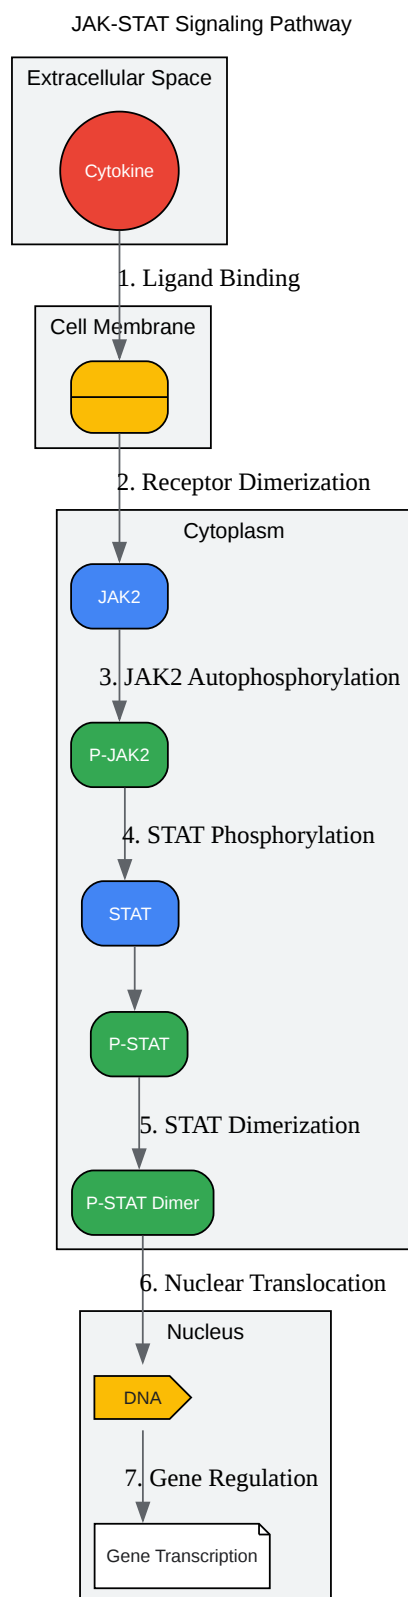 JAK-STAT Signaling Pathway
Extracellular Space
Cytokine
1. Ligand Binding
Cell Membrane
2. Receptor Dimerization
Cytoplasm
JAK2
3. JAK2 Autophosphorylation
P-JAK2
4. STAT Phosphorylation
STAT
P-STAT
5. STAT Dimerization
P-STAT Dimer
6. Nuclear Translocation
Nucleus
DNA
7. Gene Regulation
Gene Transcription